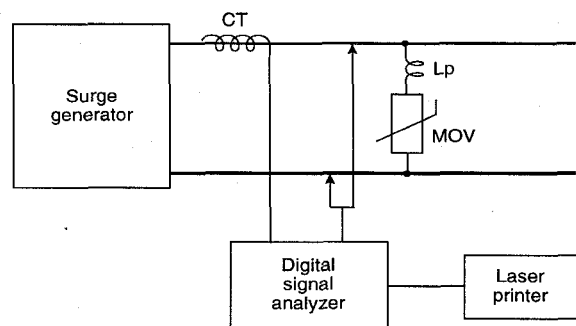 CT
Surge
generator
Lp
MOV
Digital
signal
analyzer
Laser
printer